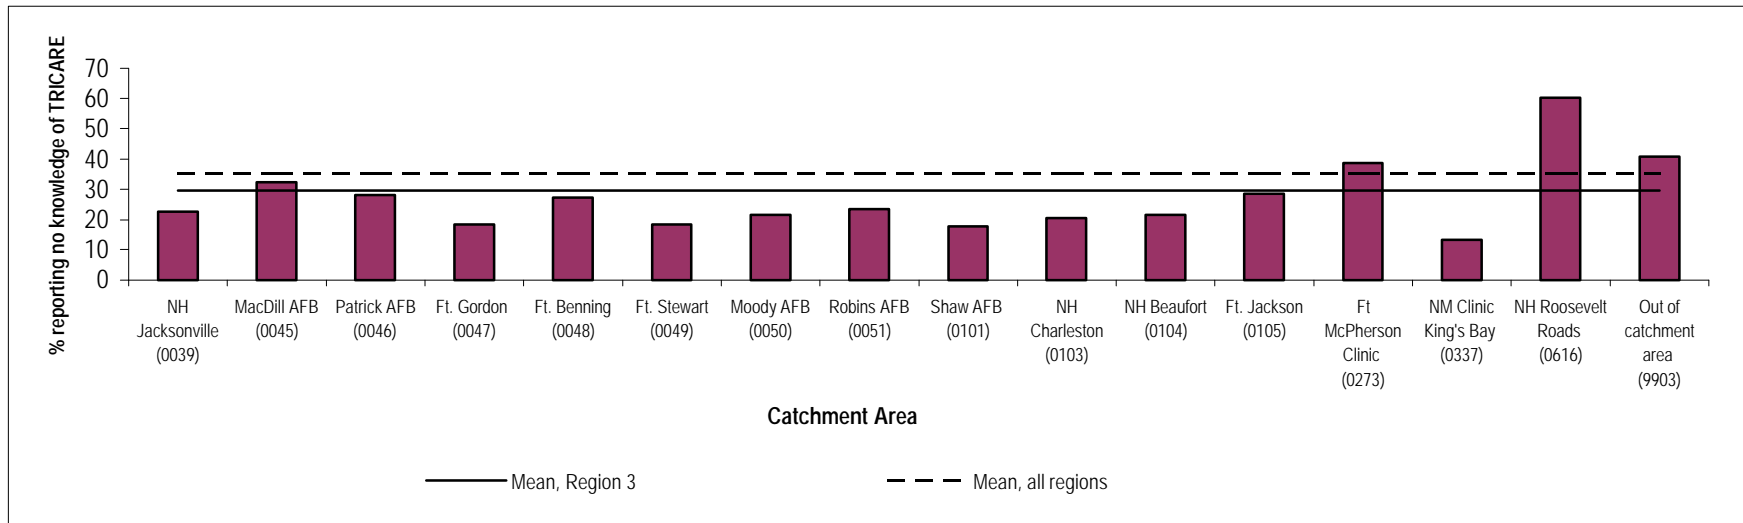 % reporting no knowledge of TRICARE
70
60
50
40
30
20
10
0
NH
Jacksonville
(0039)
MacDill AFB
(0045)
Patrick AFB
(0046)
Ft. Gordon
(0047)
Ft. Benning
(0048)
Ft. Stewart
(0049)
Moody AFB
(0050)
Robins AFB
(0051)
Shaw AFB
(0101)
NH
Charleston
(0103)
NH Beaufort
(0104)
Ft. Jackson
(0105)
Ft
McPherson
Clinic
(0273)
NM Clinic
King's Bay
(0337)
NH Roosevelt
Roads
(0616)
Out of
catchment
area
(9903)
Catchment Area
Mean, Region 3
Mean, all regions